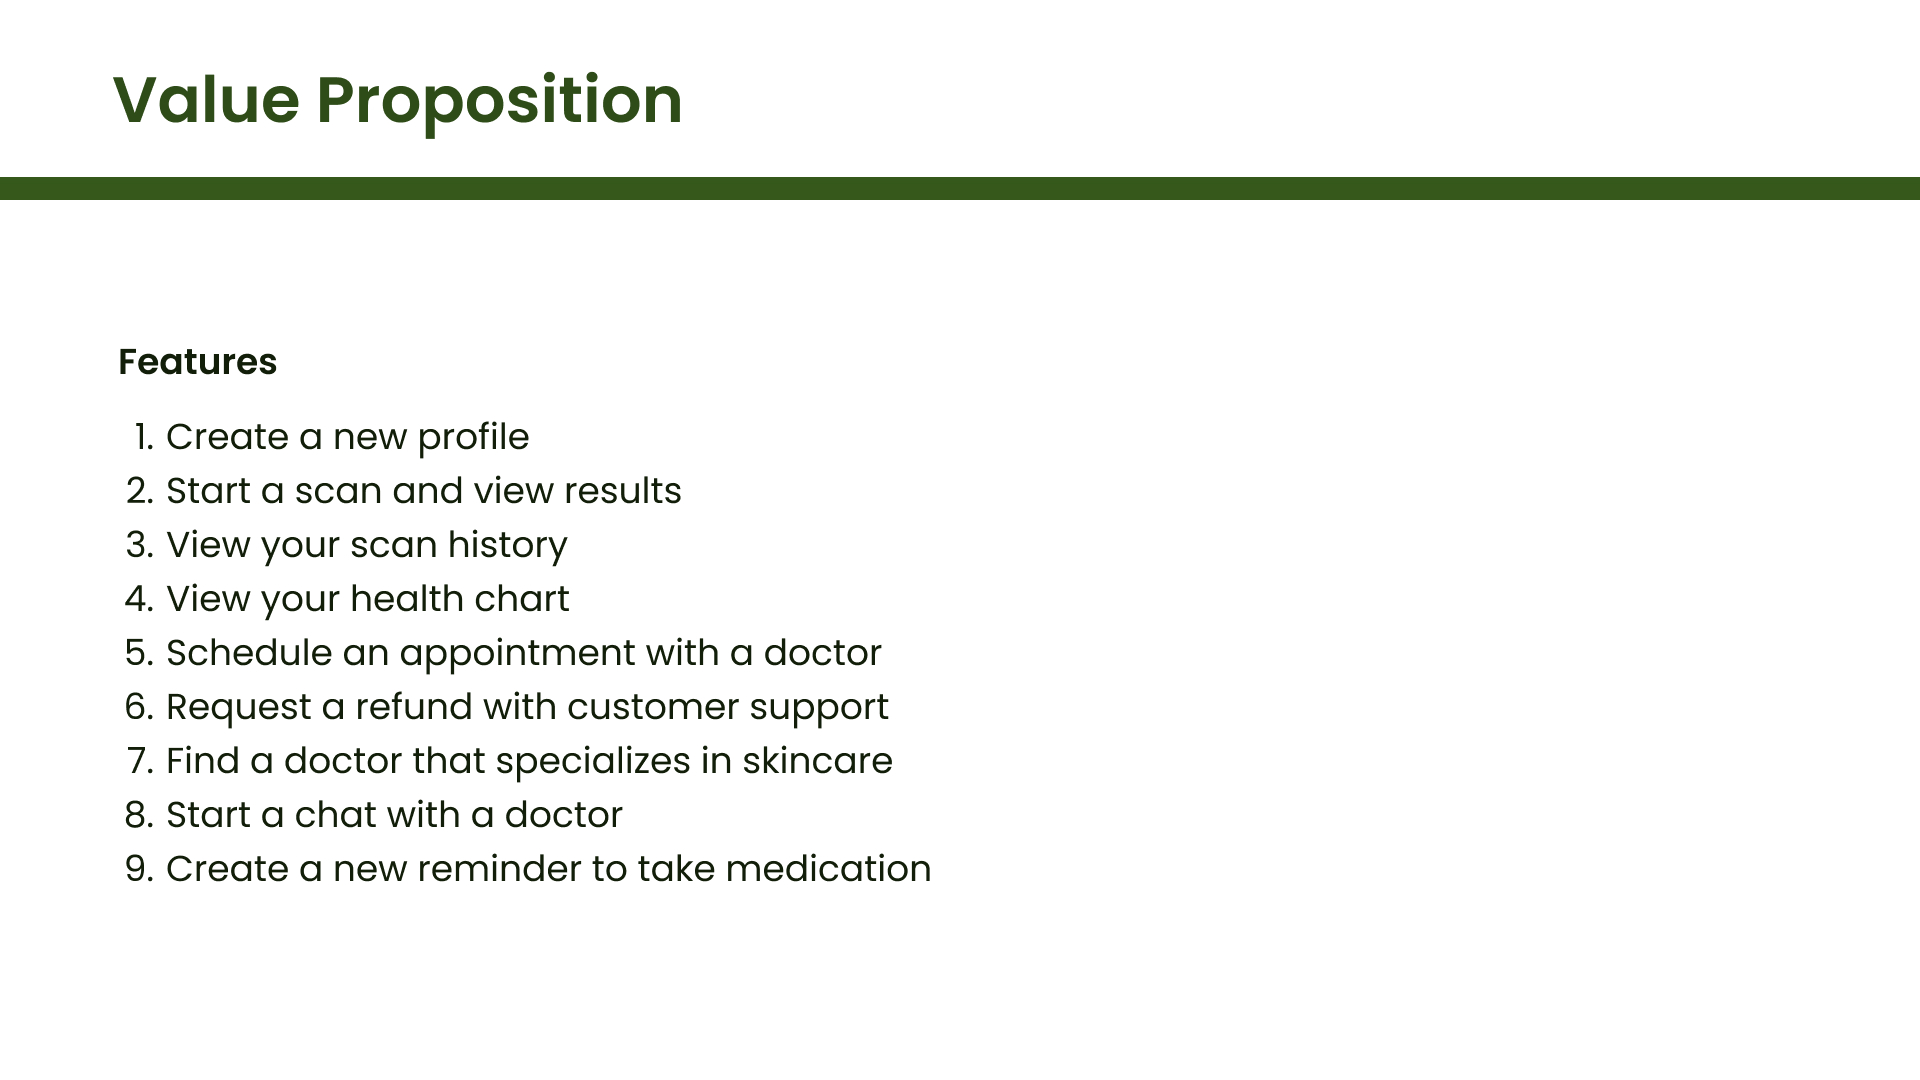 Value Proposition
Features
1. Create a new profile
2. Start a scan and view results
3. View your scan history
4. View your health chart
5. Schedule an appointment with a doctor
6. Request a refund with customer support
7. Find a doctor that specializes in skincare
8. Start a chat with a doctor
9. Create a new reminder to take medication